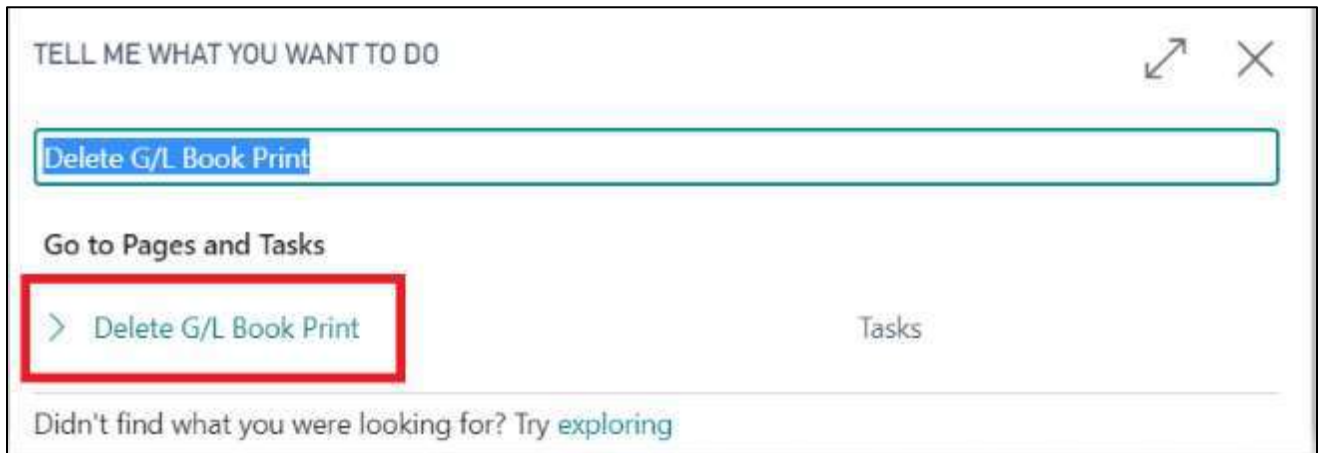 TELL ME WHAT YOU WANT TO DO
Delete G/L Book Print
Go to Pages and Tasks
Delete G/L Book Print Tasks
Didn't find what you were looking for? Try exploring